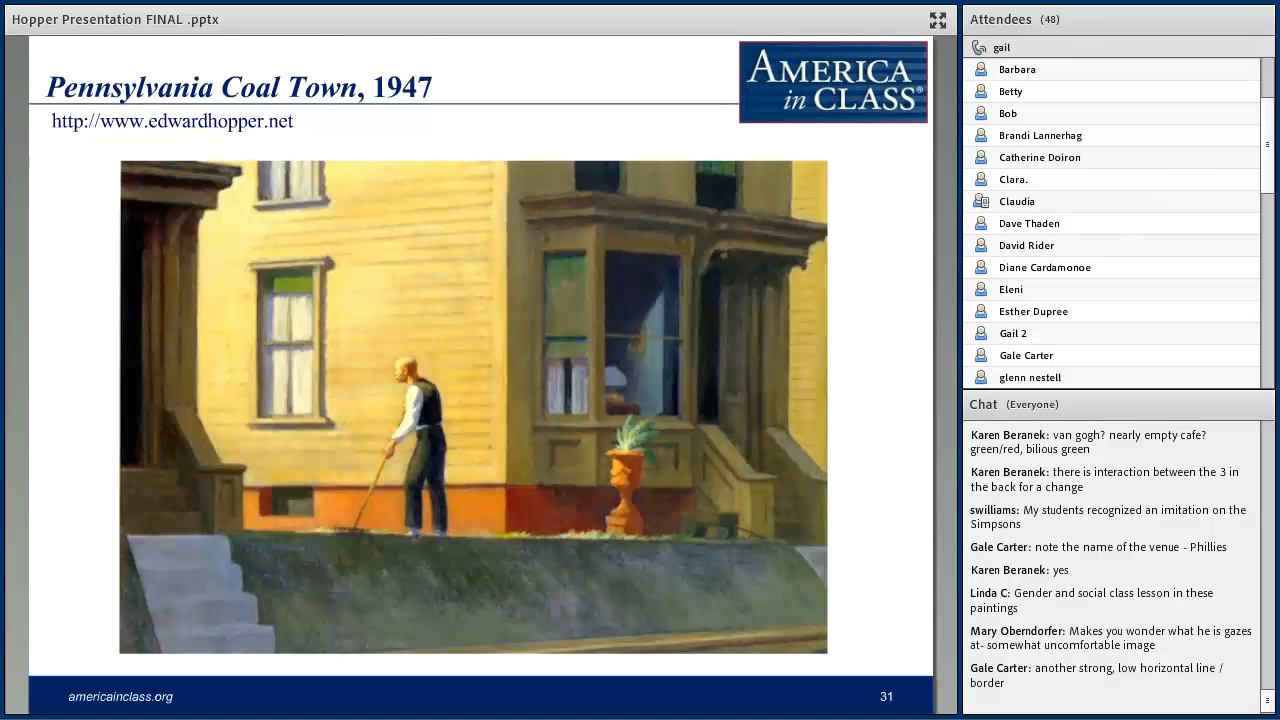 Hopper Presentation FINAL .pptx
Pennsylvania Coal Town, 1947
http://www.edwardhopper.net
AMERICA
in CLASS®
americainclass.org
31
Attendees (48)
gail
Barbara
Betty
Bob
Brandi Lannerhag
Catherine Doiron
Clara.
Claudia
Dave Thaden
David Rider
Diane Cardamonoe
Eleni
Esther Dupree
Gail 2
Gale Carter
glenn nestell
Chat (Everyone)
Karen Beranek: van gogh? nearly empty cafe?
green/red, bilious green
Karen Beranek: there is interaction between the 3 in
the back for a change
swilliams: My students recognized an imitation on the
Simpsons
Gale Carter: note the name of the venue - Phillies
Karen Beranek: yes
Linda C: Gender and social class lesson in these
paintings
Mary Oberndorfer: Makes you wonder what he is gazes
at- somewhat uncomfortable image
Gale Carter: another strong, low horizontal line /
border